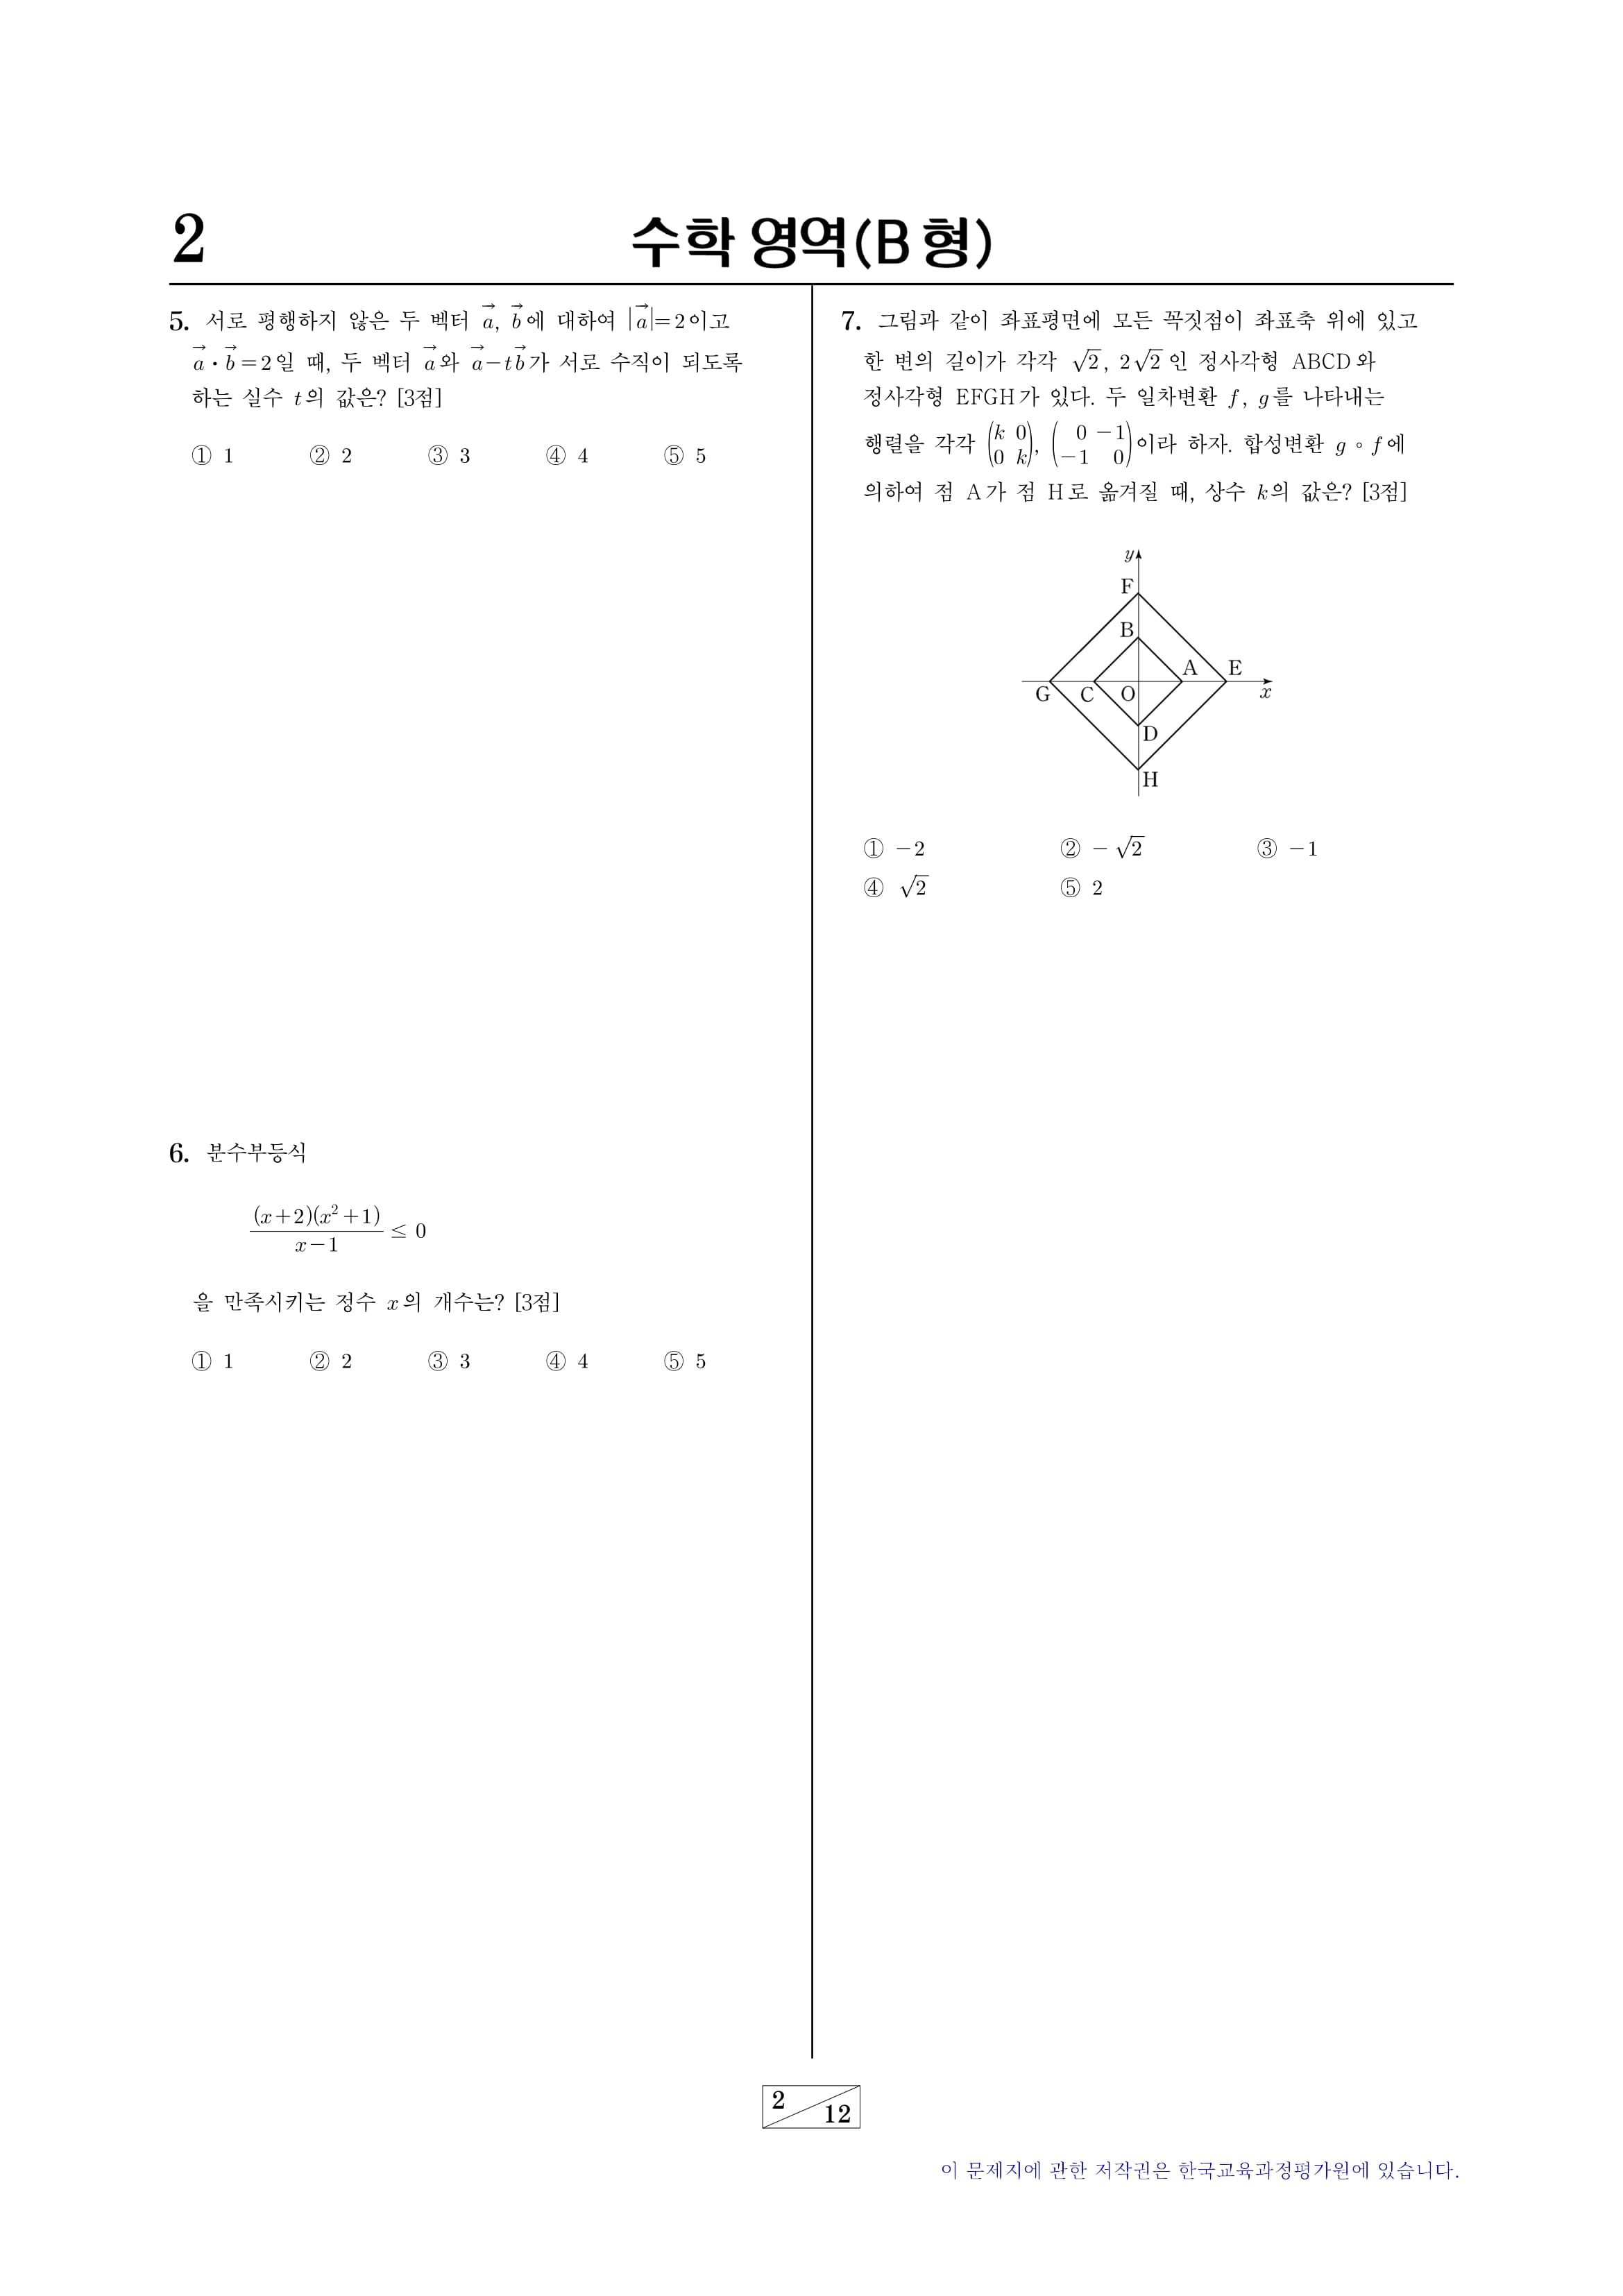 2
수학 영역(B 형)
5. 서로 평행하지 않은 두 벡터 $\vec{a}$, $\vec{b}$에 대하여 $|\vec{a}|=2$이고
$\vec{a} \cdot \vec{b}=2$일 때, 두 벡터 $\vec{a}$와 $\vec{a}-t\vec{b}$가 서로 수직이 되도록
하는 실수 $t$의 값은? [3점]
① 1 ② 2 ③ 3 ④ 4 ⑤ 5
6. 분수부등식
$\frac{(x+2)(x^2+1)}{x-1} \le 0$
을 만족시키는 정수 $x$의 개수는? [3점]
① 1 ② 2 ③ 3 ④ 4 ⑤ 5
7. 그림과 같이 좌표평면에 모든 꼭짓점이 좌표축 위에 있고
한 변의 길이가 각각 $\sqrt{2}$, $2\sqrt{2}$인 정사각형 ABCD와
정사각형 EFGH가 있다. 두 일차변환 $f$, $g$를 나타내는
행렬을 각각 $\begin{pmatrix} k & 0 \\ 0 & k \end{pmatrix}$, $\begin{pmatrix} 0 & -1 \\ -1 & 0 \end{pmatrix}$이라 하자. 합성변환 $g \circ f$에
의하여 점 A가 점 H로 옮겨질 때, 상수 $k$의 값은? [3점]
y
F
B
A E
G C O x
D
H
① $-2$ ② $-\sqrt{2}$ ③ $-1$
④ $\sqrt{2}$ ⑤ 2
2
12
이 문제지에 관한 저작권은 한국교육과정평가원에 있습니다.